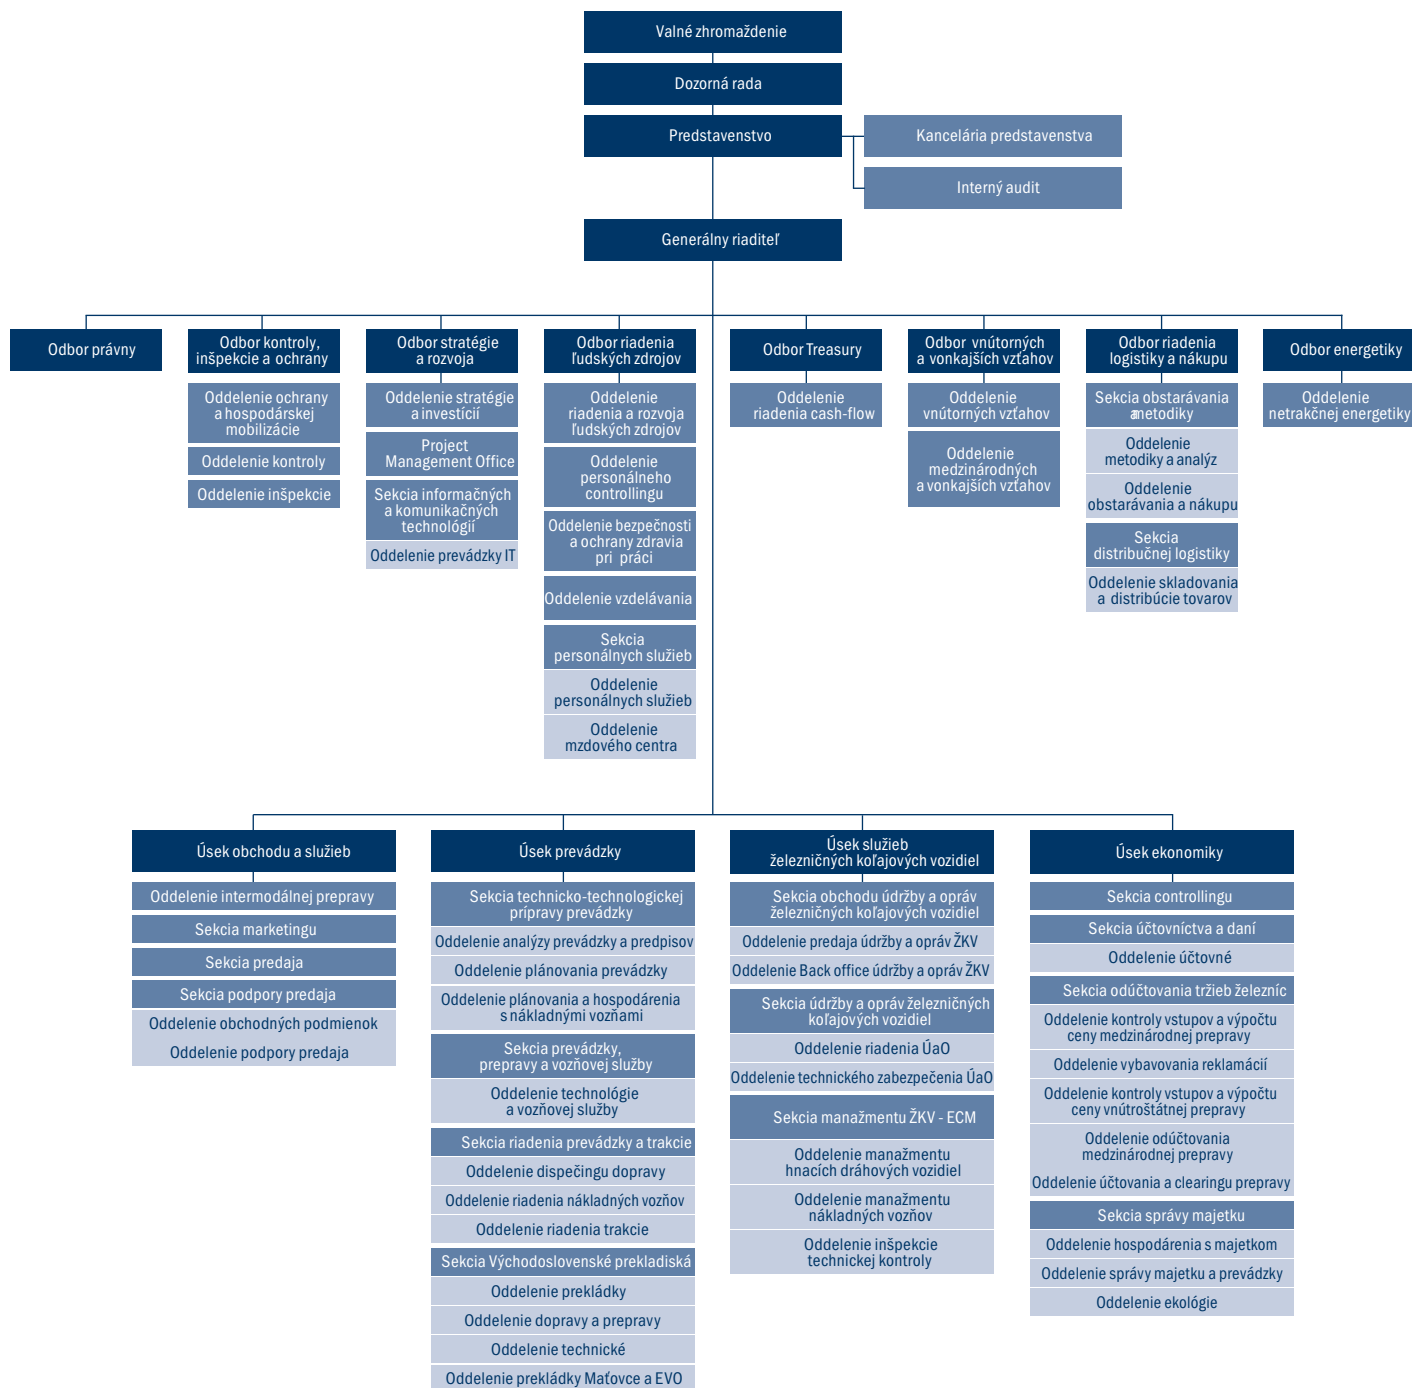 Valné zhromaždenie
Dozorná rada
Predstavenstvo
Kancelária predstavenstva
Interný audit
Generálny riaditeľ
Odbor právny
Odbor kontroly,
inšpekcie a ochrany
Oddelenie ochrany
a hospodárskej
mobilizácie
Oddelenie kontroly
Oddelenie inšpekcie
Odbor stratégie
a rozvoja
Oddelenie stratégie
a investícií
Project
Management Office
Sekcia informačných
a komunikačných
technológií
Oddelenie prevádzky IT
Odbor riadenia
ľudských zdrojov
Oddelenie
riadenia a rozvoja
ľudských zdrojov
Oddelenie
personálneho
controllingu
Oddelenie bezpečnosti
a ochrany zdravia
pri práci
Oddelenie vzdelávania
Sekcia
personálnych služieb
Oddelenie
personálnych služieb
Oddelenie
mzdového centra
Odbor Treasury
Oddelenie
riadenia cash-flow
Odbor vnútorných
a vonkajších vzťahov
Oddelenie
vnútorných vzťahov
Oddelenie
medzinárodných
a vonkajších vzťahov
Odbor riadenia
logistiky a nákupu
Sekcia obstarávania
a metodiky
Oddelenie
metodiky a analýz
Oddelenie
obstarávania a nákupu
Sekcia
distribučnej logistiky
Oddelenie skladovania
a distribúcie tovarov
Odbor energetiky
Oddelenie
netrakčnej energetiky
Úsek obchodu a služieb
Oddelenie intermodálnej prepravy
Sekcia marketingu
Sekcia predaja
Sekcia podpory predaja
Oddelenie obchodných podmienok
Oddelenie podpory predaja
Úsek prevádzky
Sekcia technicko-technologickej
prípravy prevádzky
Oddelenie analýzy prevádzky a predpisov
Oddelenie plánovania prevádzky
Oddelenie plánovania a hospodárenia
s nákladnými vozňami
Sekcia prevádzky,
prepravy a vozňovej služby
Oddelenie technológie
a vozňovej služby
Sekcia riadenia prevádzky a trakcie
Oddelenie dispečingu dopravy
Oddelenie riadenia nákladných vozňov
Oddelenie riadenia trakcie
Sekcia Východoslovenské prekladiská
Oddelenie prekládky
Oddelenie dopravy a prepravy
Oddelenie technické
Oddelenie prekládky Maťovce a EVO
Úsek služieb
železničných koľajových vozidiel
Sekcia obchodu údržby a opráv
železničných koľajových vozidiel
Oddelenie predaja údržby a opráv ŽKV
Oddelenie Back office údržby a opráv ŽKV
Sekcia údržby a opráv železničných
koľajových vozidiel
Oddelenie riadenia ÚaO
Oddelenie technického zabezpečenia ÚaO
Sekcia manažmentu ŽKV - ECM
Oddelenie manažmentu
hnacích dráhových vozidiel
Oddelenie manažmentu
nákladných vozňov
Oddelenie inšpekcie
technickej kontroly
Úsek ekonomiky
Sekcia controllingu
Sekcia účtovníctva a daní
Oddelenie účtovné
Sekcia odúčtovania tržieb železníc
Oddelenie kontroly vstupov a výpočtu
ceny medzinárodnej prepravy
Oddelenie vybavovania reklamácií
Oddelenie kontroly vstupov a výpočtu
ceny vnútroštátnej prepravy
Oddelenie odúčtovania
medzinárodnej prepravy
Oddelenie účtovania a clearingu prepravy
Sekcia správy majetku
Oddelenie hospodárenia s majetkom
Oddelenie správy majetku a prevádzky
Oddelenie ekológie